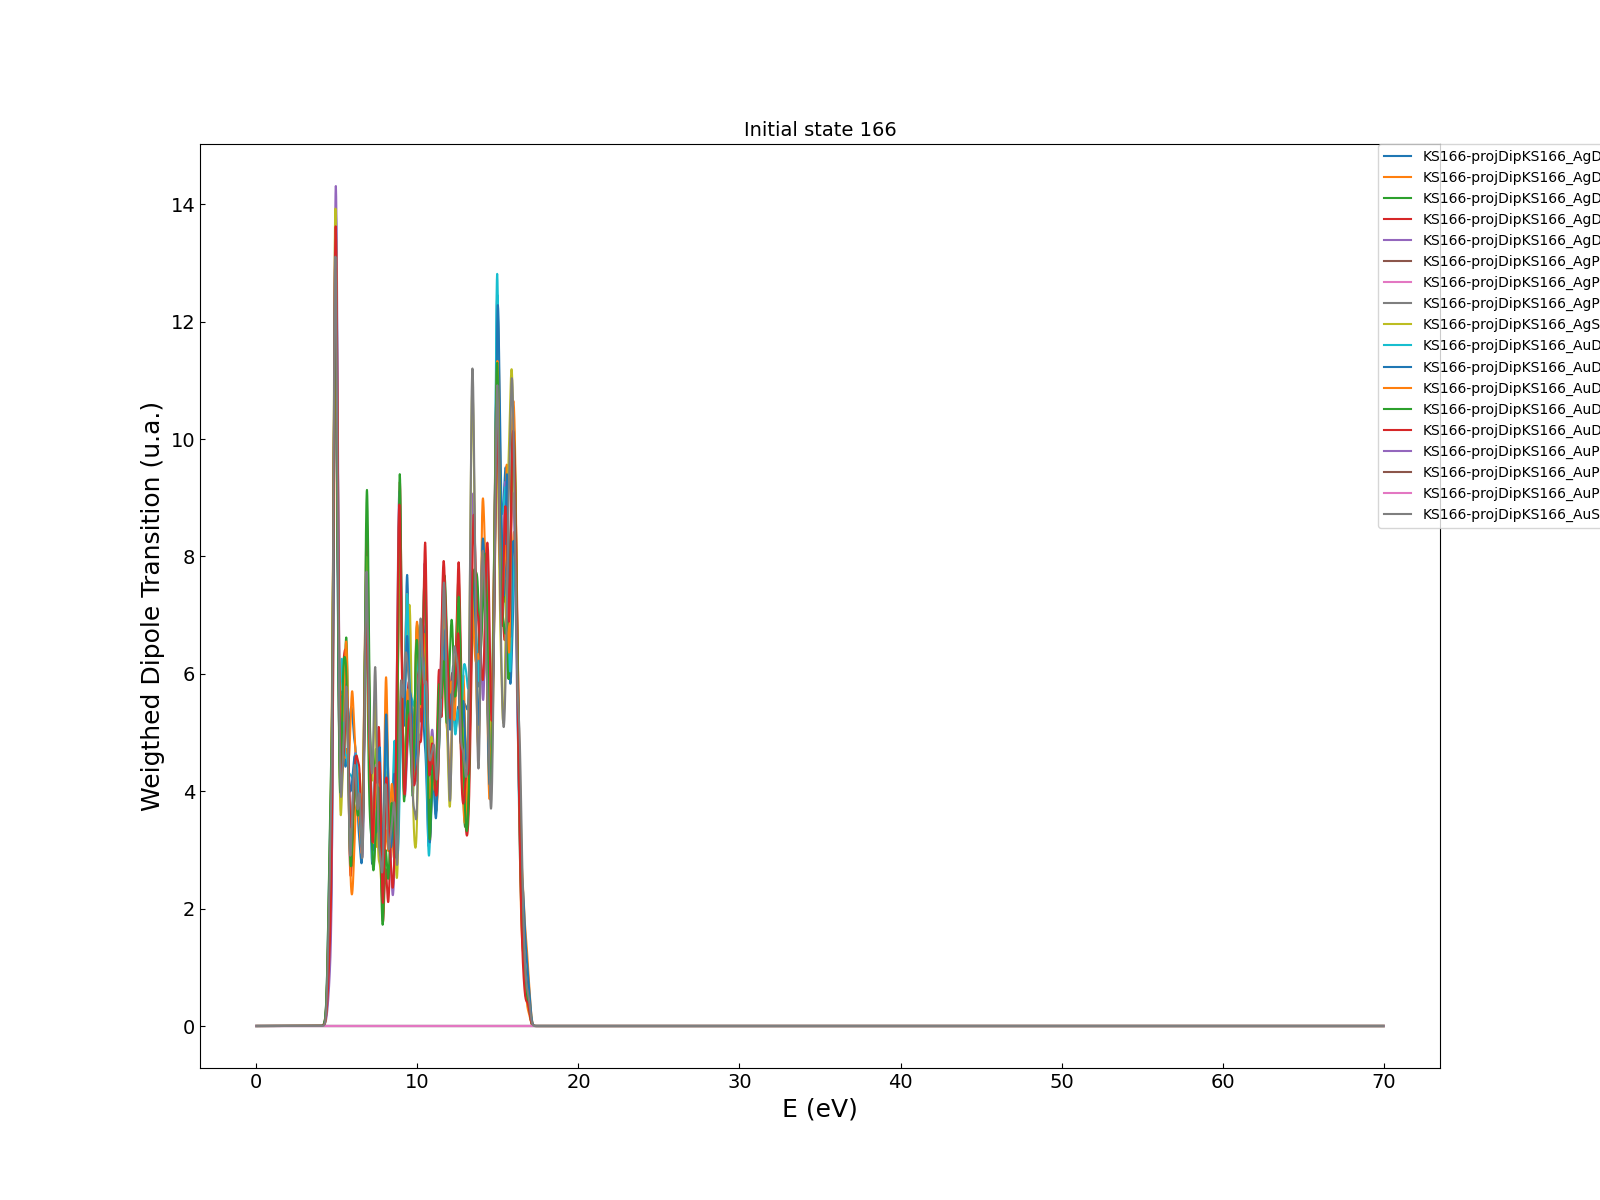 Initial state 166
Weigthed Dipole Transition (u.a.)
14
12
10
8
6
4
2
0
0 10 20 30 40 50 60 70
E (eV)
KS166-projDipKS166_AgD
KS166-projDipKS166_AgD
KS166-projDipKS166_AgD
KS166-projDipKS166_AgD
KS166-projDipKS166_AgD
KS166-projDipKS166_AgP
KS166-projDipKS166_AgP
KS166-projDipKS166_AgP
KS166-projDipKS166_AgS
KS166-projDipKS166_AuD
KS166-projDipKS166_AuD
KS166-projDipKS166_AuD
KS166-projDipKS166_AuD
KS166-projDipKS166_AuD
KS166-projDipKS166_AuP
KS166-projDipKS166_AuP
KS166-projDipKS166_AuP
KS166-projDipKS166_AuS